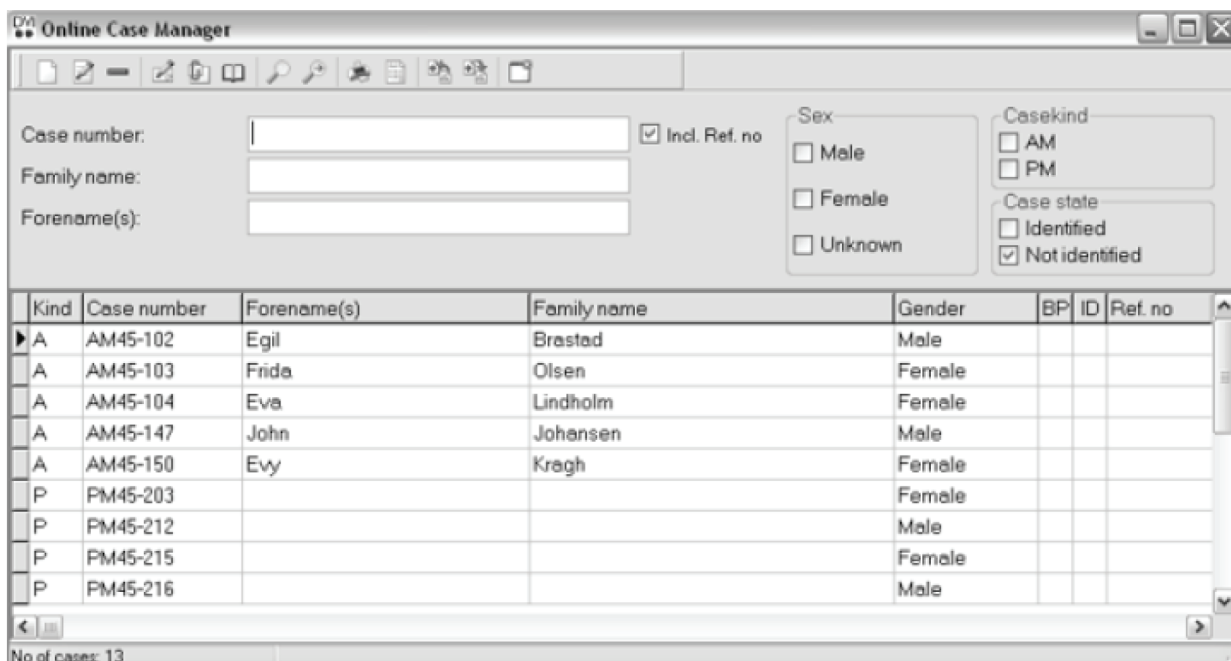 DVI Online Case Manager
Case number: Incl. Ref. no
Family name:
Forename(s):
Sex
Male
Female
Unknown
Casekind
AM
PM
Case state
Identified
Not identified
Kind Case number Forename(s) Family name Gender BP ID Ref. no
A AM45-102 Egil Brastad Male
A AM45-103 Frida Olsen Female
A AM45-104 Eva Lindholm Female
A AM45-147 John Johansen Male
A AM45-150 Evy Kragh Female
P PM45-203 Female
P PM45-212 Male
P PM45-215 Female
P PM45-216 Male
No of cases: 13